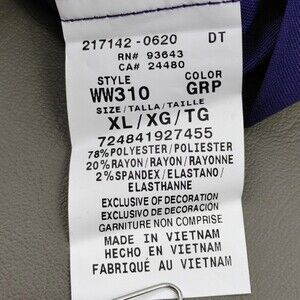 217142 -0620 DT
RN# 93643
CA# 24480
STYLE COLOR
WW310 GRP
SIZE/TALLA/TAILLE
XL/XG/TG
724841927455
78% POLYESTER/POLIESTER
20% RAYON/RAYON/RAYONNE
2% SPANDEX/ELASTANO/
ELASTHANNE
EXCLUSIVE OF DECORATION
EXCLUSIVO DE DECORACIÓN
GARNITURE NON COMPRISE
MADE IN VIETNAM
HECHO EN VIETNAM
FABRIQUÉ AU VIETNAM